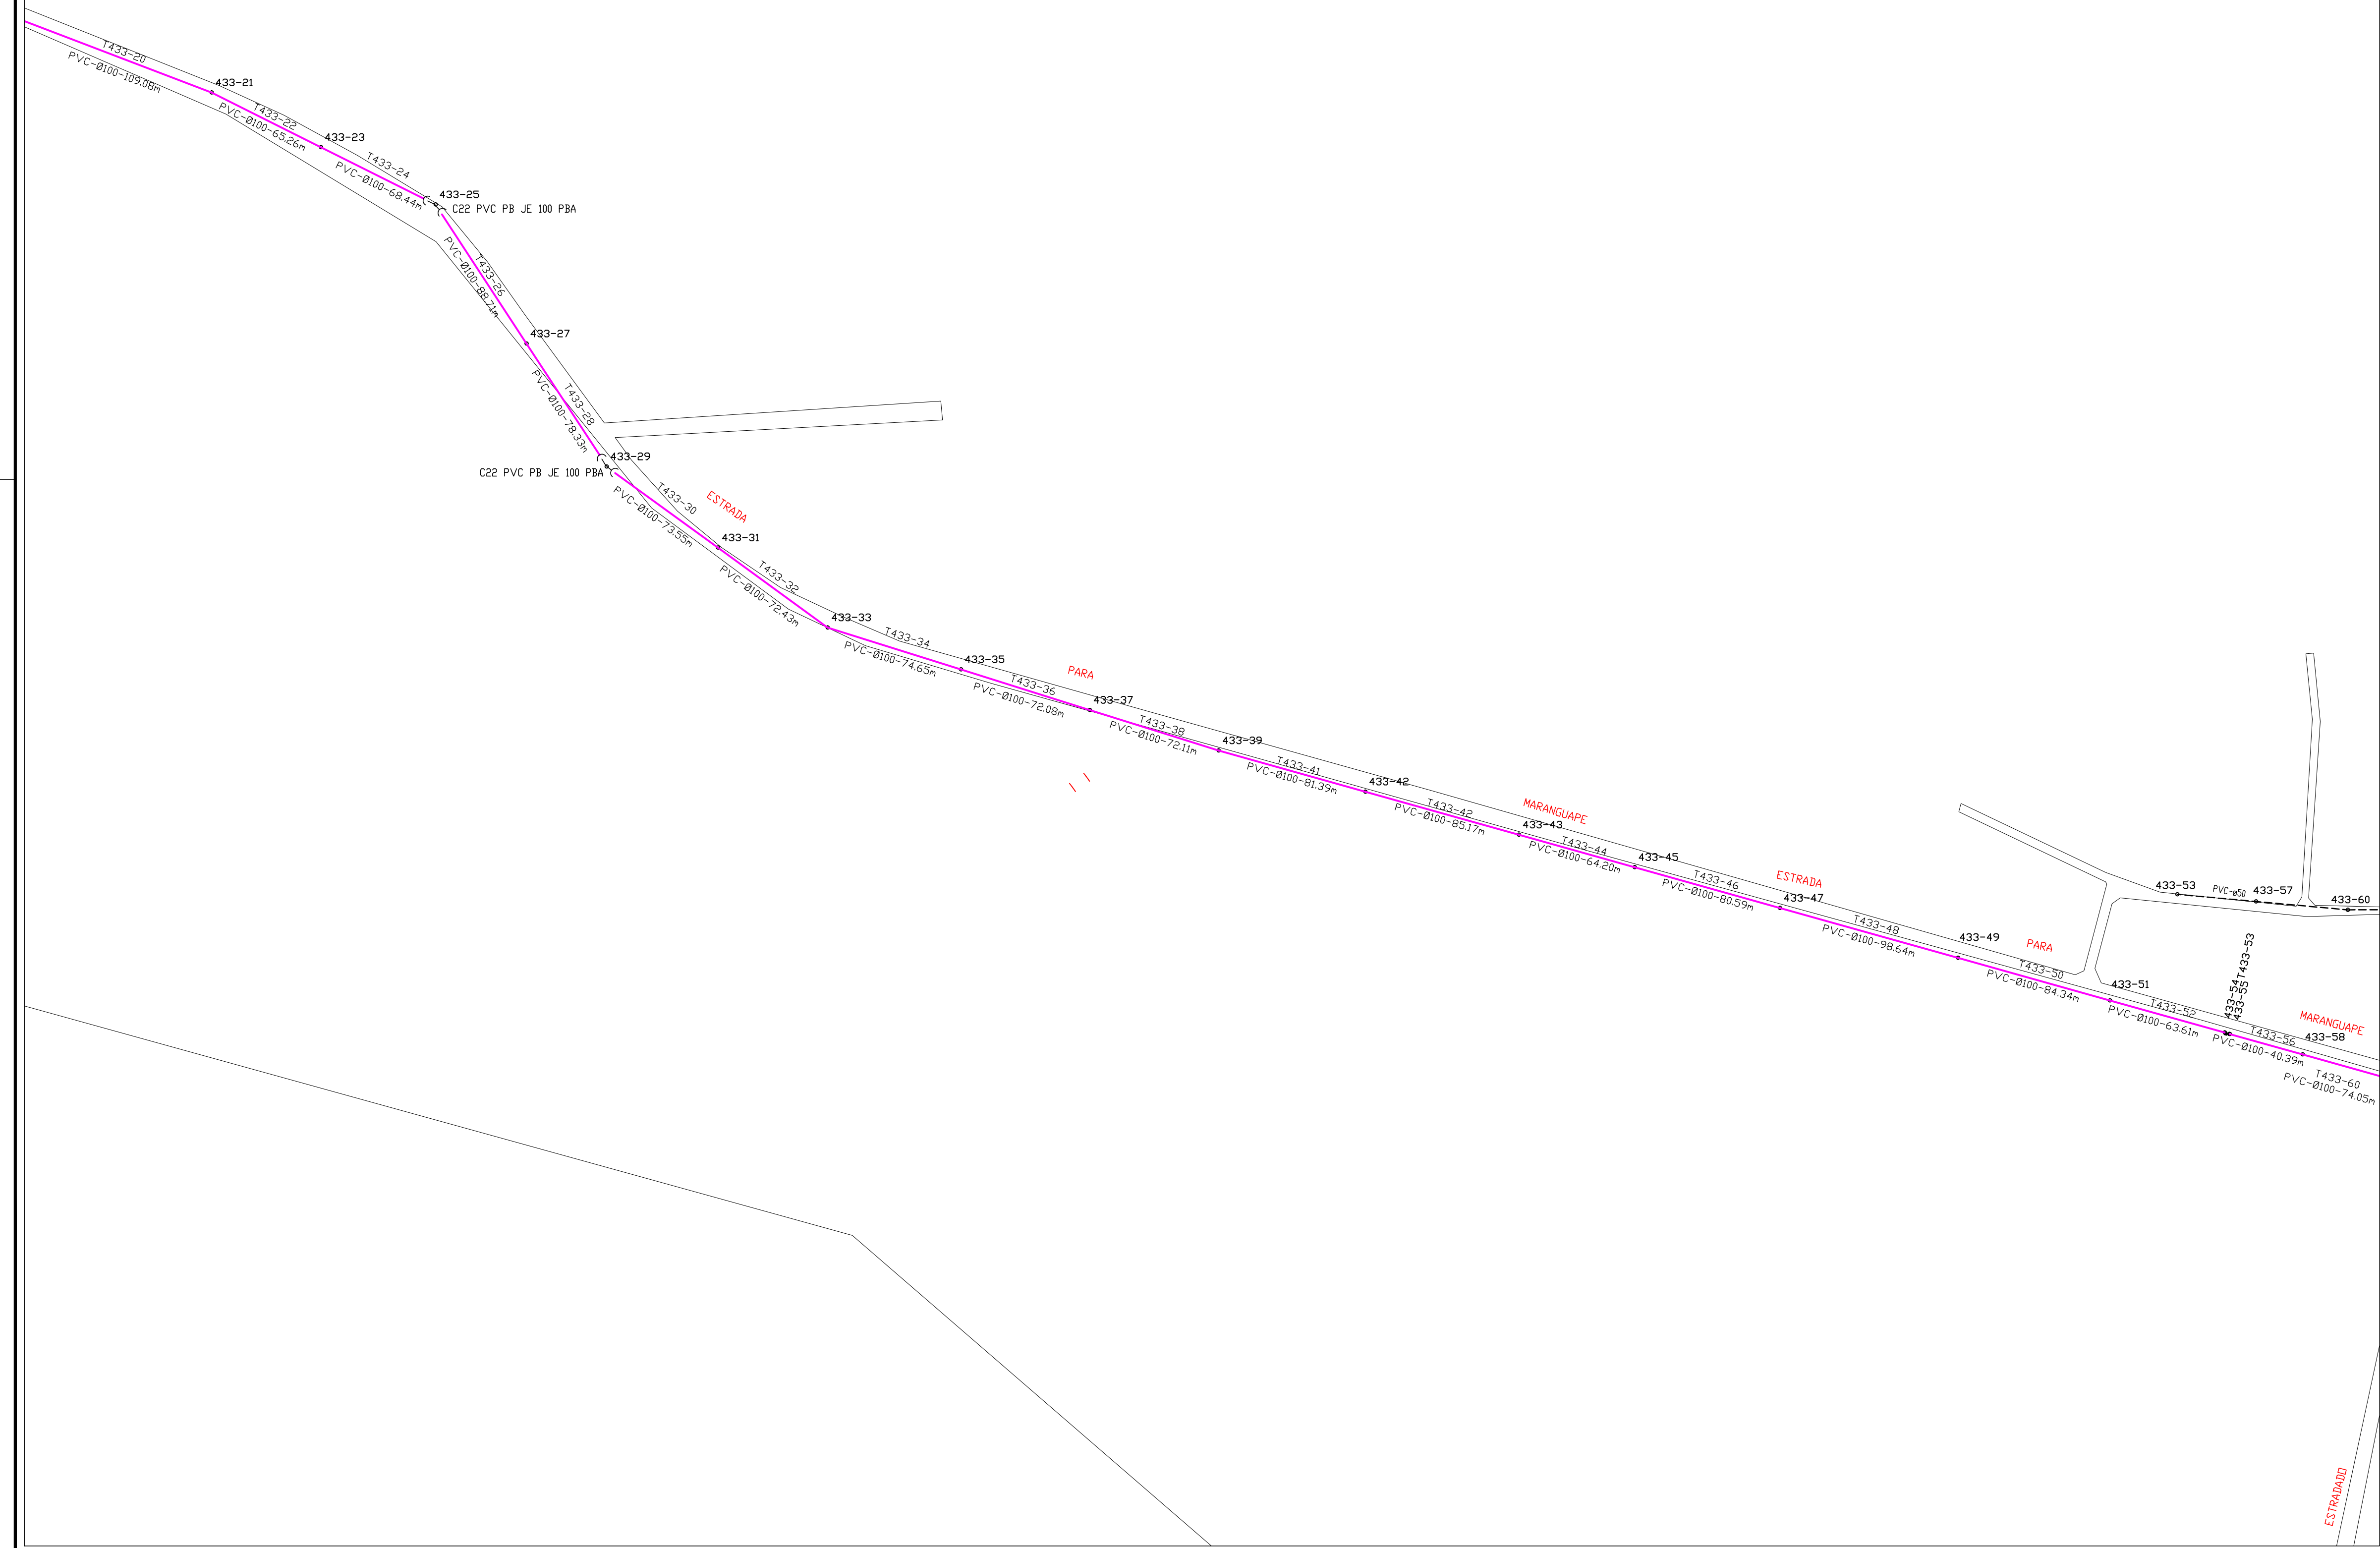 T433-20
PVC-Ø100-109.08m
433-21
T433-22
PVC-Ø100-65.26m
433-23
T433-24
PVC-Ø100-68.44m
433-25
C22 PVC PB JE 100 PBA
T433-26
PVC-Ø100-88.71m
433-27
T433-28
PVC-Ø100-78.33m
433-29
C22 PVC PB JE 100 PBA
T433-30
PVC-Ø100-73.55m
ESTRADA
433-31
T433-32
PVC-Ø100-72.43m
433-33
T433-34
PVC-Ø100-74.65m
433-35
T433-36
PVC-Ø100-72.08m
PARA
433-37
T433-38
PVC-Ø100-72.11m
433-39
T433-41
PVC-Ø100-81.39m
433-42
T433-42
PVC-Ø100-85.17m
MARANGUAPE
433-43
T433-44
PVC-Ø100-64.20m
433-45
T433-46
PVC-Ø100-80.59m
ESTRADA
433-47
T433-48
PVC-Ø100-98.64m
433-49
PARA
T433-50
PVC-Ø100-84.34m
433-51
T433-52
PVC-Ø100-63.61m
433-53
PVC-ø50
433-57
433-60
433-54
433-55
T433-53
T433-56
PVC-Ø100-40.39m
MARANGUAPE
433-58
T433-60
PVC-Ø100-74.05m
ESTRADADO